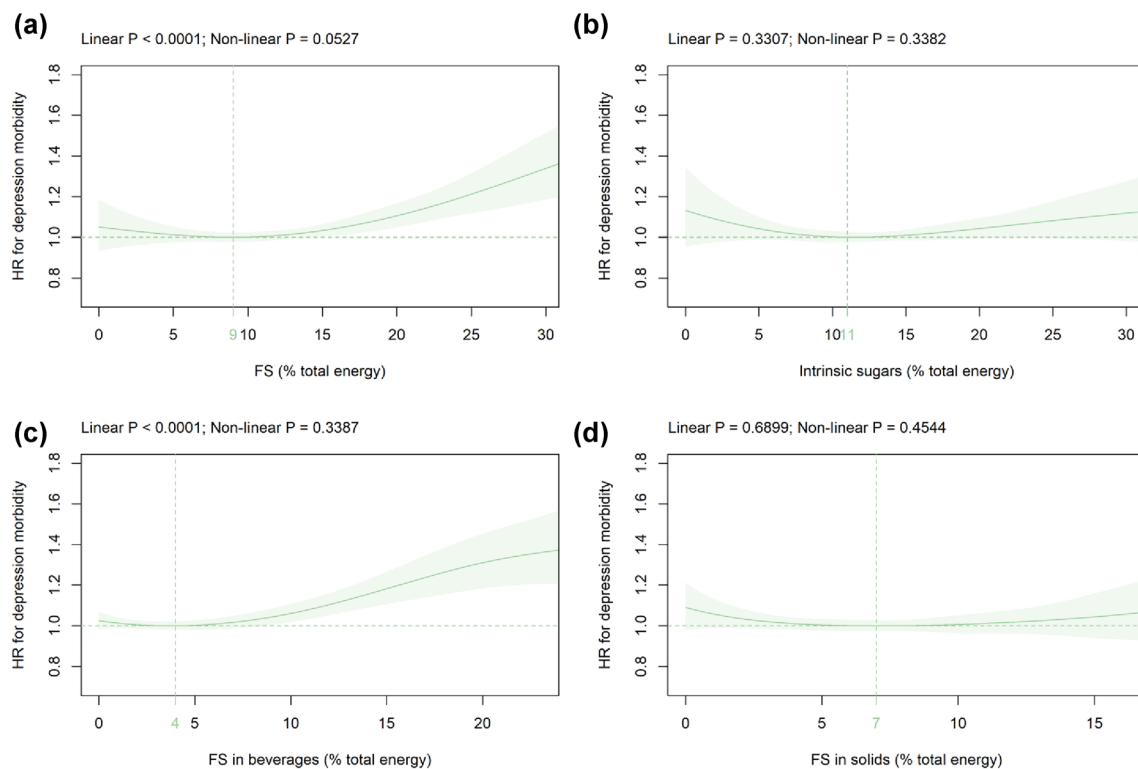 (a)
Linear P < 0.0001; Non-linear P = 0.0527
HR for depression morbidity
1.8
1.6
1.4
1.2
1.0
0.8
0 5 9 10 15 20 25 30
FS (% total energy)
(b)
Linear P = 0.3307; Non-linear P = 0.3382
HR for depression morbidity
1.8
1.6
1.4
1.2
1.0
0.8
0 5 10 11 15 20 25 30
Intrinsic sugars (% total energy)
(c)
Linear P < 0.0001; Non-linear P = 0.3387
HR for depression morbidity
1.8
1.6
1.4
1.2
1.0
0.8
0 4 5 10 15 20
FS in beverages (% total energy)
(d)
Linear P = 0.6899; Non-linear P = 0.4544
HR for depression morbidity
1.8
1.6
1.4
1.2
1.0
0.8
0 5 7 10 15
FS in solids (% total energy)